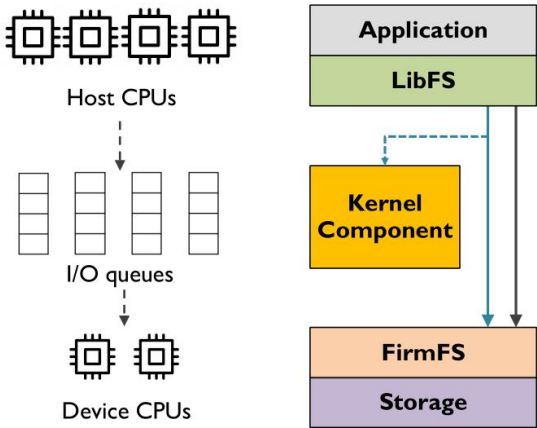 Host CPUs
I/O queues
Device CPUs
Application
LibFS
Kernel
Component
FirmFS
Storage